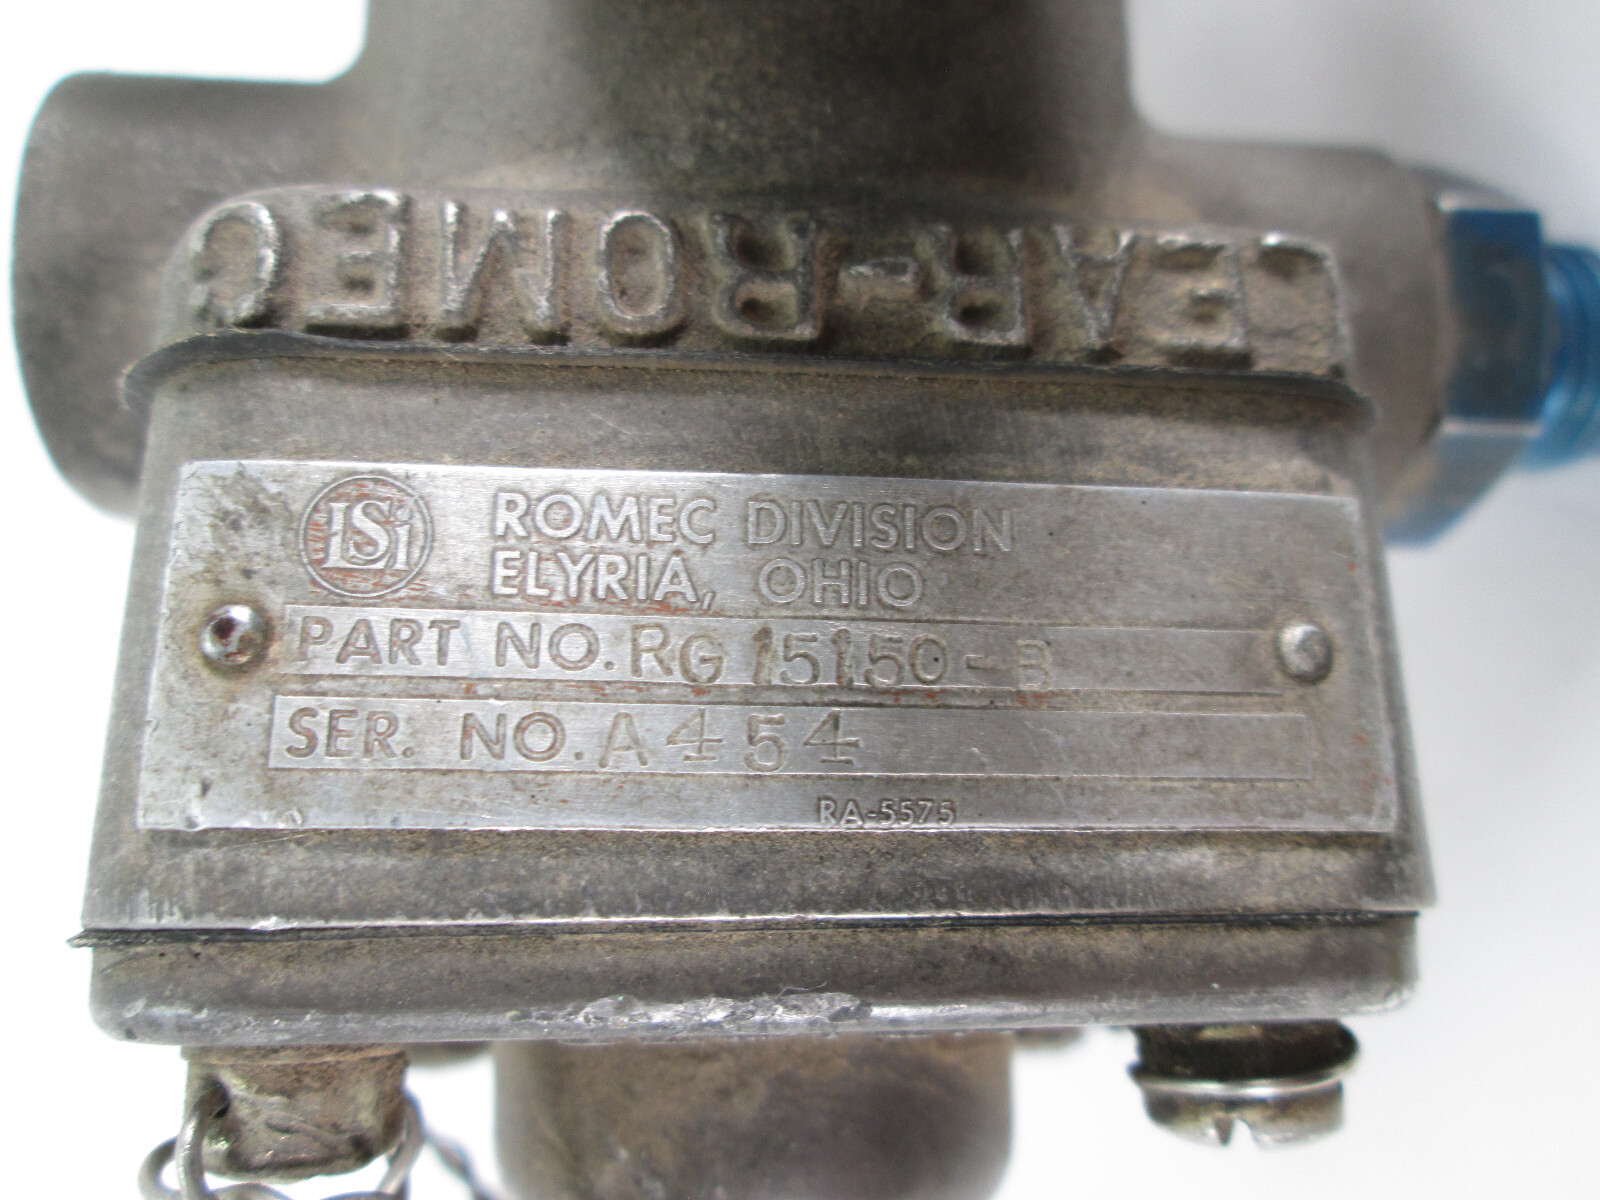 LEAR-ROMEC
LSi
ROMEC DIVISION
ELYRIA, OHIO
PART NO. RG 15150-B
SER. NO. A454
RA-5575